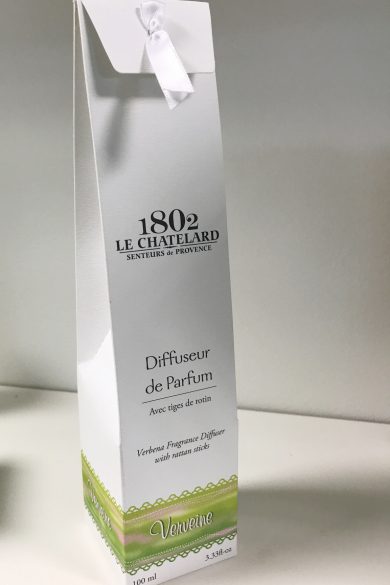 1802
LE CHATELARD
SENTEURS de PROVENCE
Diffuseur
de Parfum
Avec tiges de rotin
Verbena Fragrance Diffuser
with rattan sticks
Verveine
Verveine
100 ml
3.33fl.oz